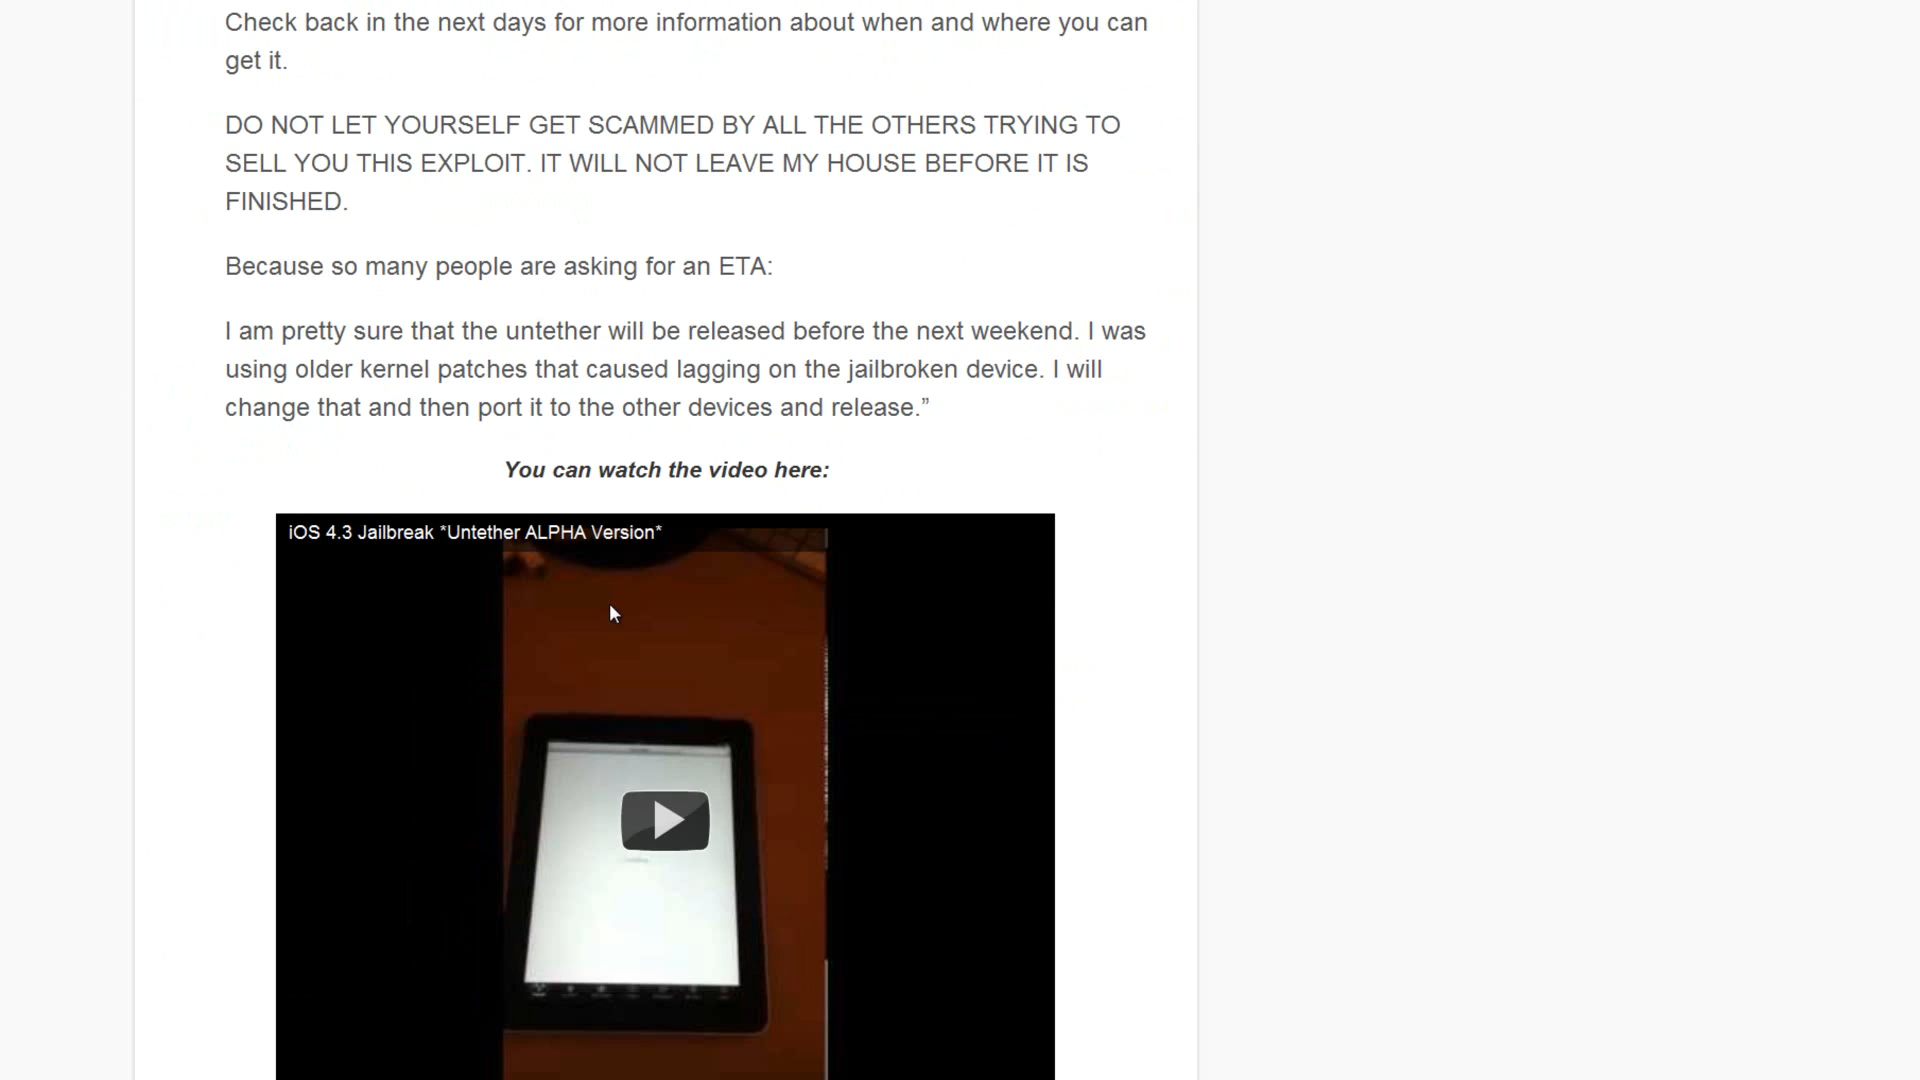 Check back in the next days for more information about when and where you can
get it.
DO NOT LET YOURSELF GET SCAMMED BY ALL THE OTHERS TRYING TO
SELL YOU THIS EXPLOIT. IT WILL NOT LEAVE MY HOUSE BEFORE IT IS
FINISHED.
Because so many people are asking for an ETA:
I am pretty sure that the untether will be released before the next weekend. I was
using older kernel patches that caused lagging on the jailbroken device. I will
change that and then port it to the other devices and release.”
You can watch the video here:
iOS 4.3 Jailbreak *Untether ALPHA Version*